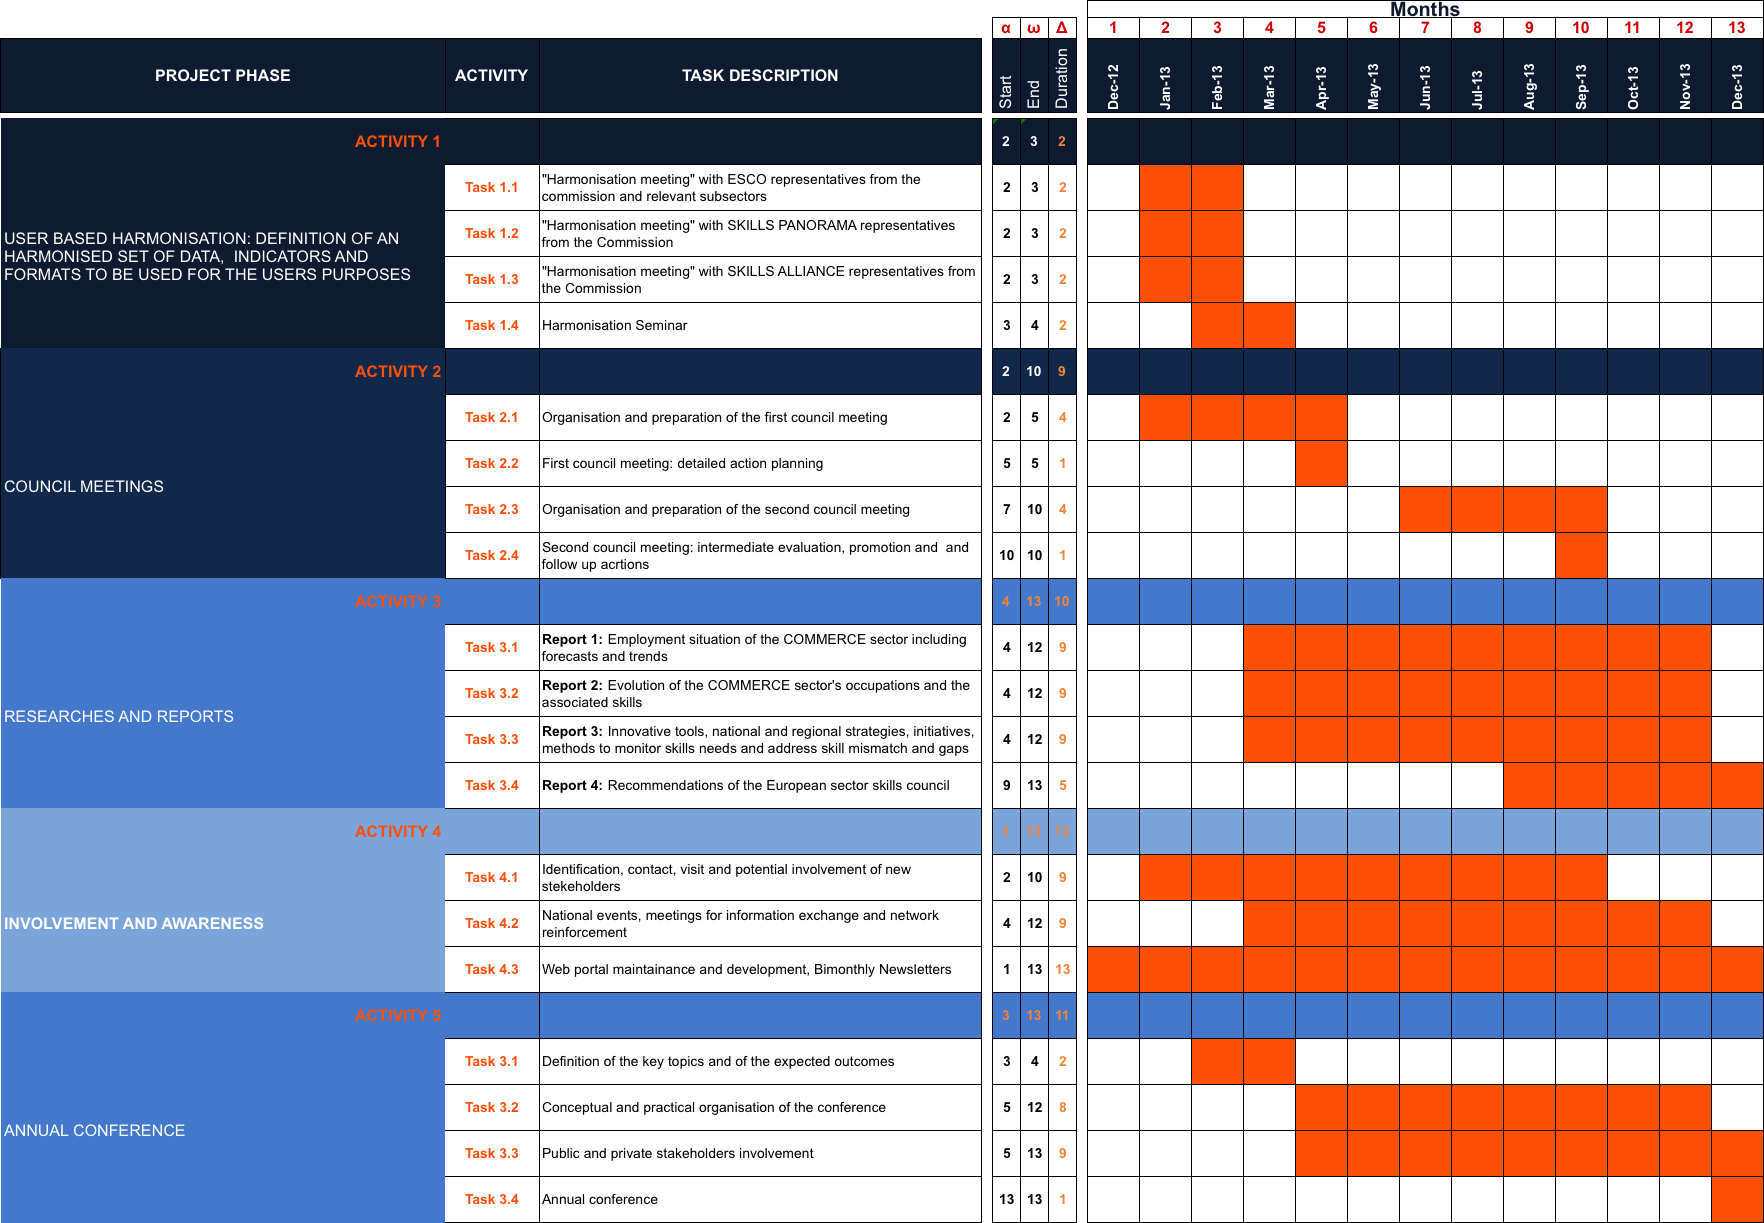 Months
α ω Δ 1 2 3 4 5 6 7 8 9 10 11 12 13
PROJECT PHASE ACTIVITY TASK DESCRIPTION Start End Duration Dec-12 Jan-13 Feb-13 Mar-13 Apr-13 May-13 Jun-13 Jul-13 Aug-13 Sep-13 Oct-13 Nov-13 Dec-13
ACTIVITY 1 2 3 2
USER BASED HARMONISATION: DEFINITION OF AN
HARMONISED SET OF DATA,  INDICATORS AND
FORMATS TO BE USED FOR THE USERS PURPOSES
Task 1.1 "Harmonisation meeting" with ESCO representatives from the
commission and relevant subsectors
2 3 2
Task 1.2 "Harmonisation meeting" with SKILLS PANORAMA representatives
from the Commission
2 3 2
Task 1.3 "Harmonisation meeting" with SKILLS ALLIANCE representatives from
the Commission
2 3 2
Task 1.4 Harmonisation Seminar 3 4 2
ACTIVITY 2 2 10 9
COUNCIL MEETINGS
Task 2.1 Organisation and preparation of the first council meeting 2 5 4
Task 2.2 First council meeting: detailed action planning 5 5 1
Task 2.3 Organisation and preparation of the second council meeting 7 10 4
Task 2.4 Second council meeting: intermediate evaluation, promotion and  and
follow up acrtions
10 10 1
ACTIVITY 3 4 13 10
RESEARCHES AND REPORTS
Task 3.1 Report 1: Employment situation of the COMMERCE sector including
forecasts and trends
4 12 9
Task 3.2 Report 2: Evolution of the COMMERCE sector's occupations and the
associated skills
4 12 9
Task 3.3 Report 3: Innovative tools, national and regional strategies, initiatives,
methods to monitor skills needs and address skill mismatch and gaps
4 12 9
Task 3.4 Report 4: Recommendations of the European sector skills council 9 13 5
ACTIVITY 4 1 13 13
INVOLVEMENT AND AWARENESS
Task 4.1 Identification, contact, visit and potential involvement of new
stekeholders
2 10 9
Task 4.2 National events, meetings for information exchange and network
reinforcement
4 12 9
Task 4.3 Web portal maintainance and development, Bimonthly Newsletters 1 13 13
ACTIVITY 5 3 13 11
ANNUAL CONFERENCE
Task 3.1 Definition of the key topics and of the expected outcomes 3 4 2
Task 3.2 Conceptual and practical organisation of the conference 5 12 8
Task 3.3 Public and private stakeholders involvement 5 13 9
Task 3.4 Annual conference 13 13 1